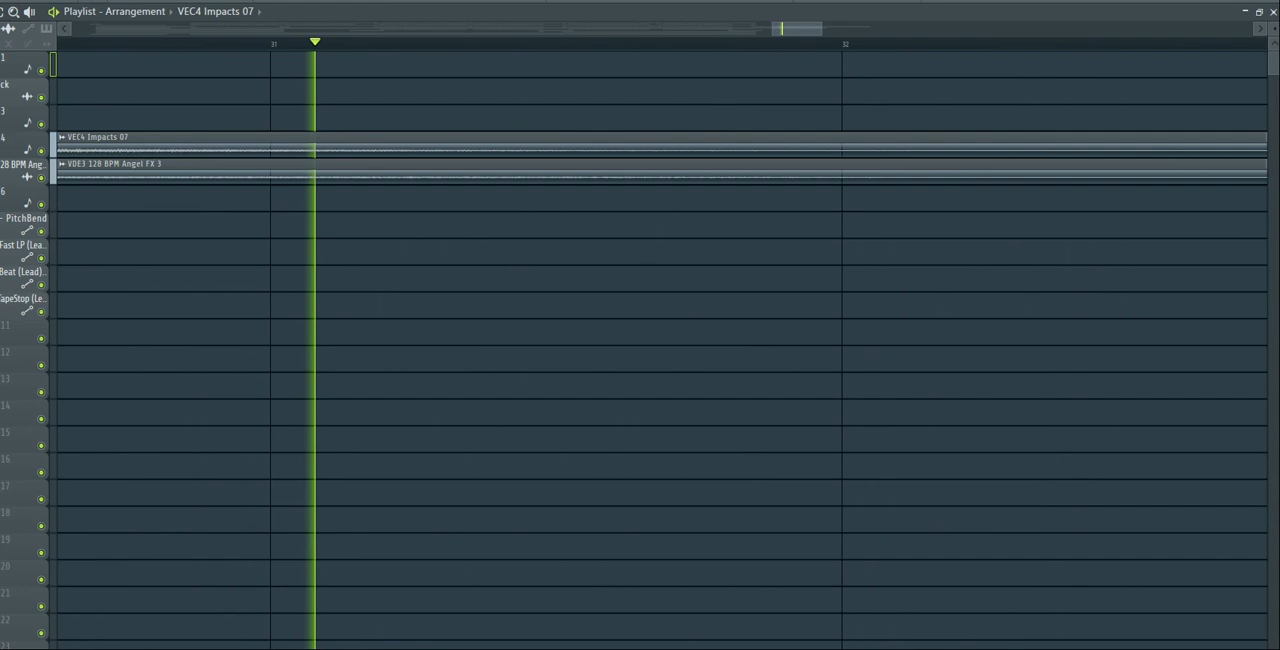 Playlist - Arrangement › VEC4 Impacts 07 ›
31 32
1
ck
3
4
VEC4 Impacts 07
28 BPM Ang..
VDE3 128 BPM Angel FX 3
6
- PitchBend
Fast LP (Lea..
Beat (Lead)..
TapeStop (Le..
11
12
13
14
15
16
17
18
19
20
21
22
23